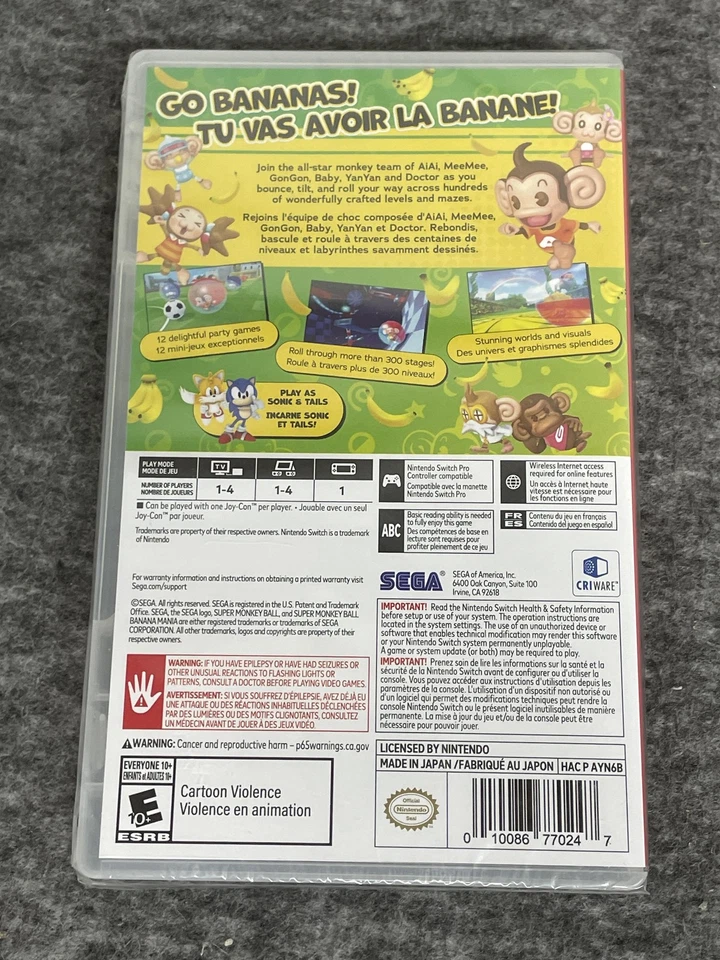 GO BANANAS!
TU VAS AVOIR LA BANANE!
Join the all-star monkey team of AiAi, MeeMee,
GonGon, Baby, YanYan and Doctor as you
bounce, tilt, and roll your way across hundreds
of wonderfully crafted levels and mazes.
Rejoins l'équipe de choc composée d'AiAi, MeeMee,
GonGon, Baby, YanYan et Doctor. Rebondis,
bascule et roule à travers des centaines de
niveaux et labyrinthes savamment dessinés.
12 delightful party games
12 mini-jeux exceptionnels
Roll through more than 300 stages!
Roule à travers plus de 300 niveaux!
Stunning worlds and visuals
Des univers et graphismes splendides
PLAY AS
SONIC & TAILS
INCARNE SONIC
ET TAILS!
PLAY MODE
MODE DE JEU
TV
NUMBER OF PLAYERS
NOMBRE DE JOUEURS
1-4
1-4
1
Can be played with one Joy-Con™ per player. • Jouable avec un seul
Joy-Con™ par joueur.
Trademarks are property of their respective owners. Nintendo Switch is a trademark
of Nintendo
Nintendo Switch Pro
Controller compatible
Compatible avec la manette
Nintendo Switch Pro
Wireless Internet access
required for online features
Un accès à Internet haute
vitesse est nécessaire pour
les fonctions en ligne
ABC
Basic reading ability is needed
to fully enjoy this game
Des compétences de base en
lecture sont requises pour
profiter pleinement de ce jeu
FR
ES
Contenu du jeu en français
Contenido del juego en español
For warranty information and instructions on obtaining a printed warranty visit
Sega.com/support
©SEGA. All rights reserved. SEGA is registered in the U.S. Patent and Trademark
Office. Sega, the SEGA logo, SUPER MONKEY BALL, and SUPER MONKEY BALL
BANANA MANIA are either registered trademarks or trademarks of SEGA
CORPORATION. All other trademarks, logos and copyrights are property of their
respective owners.
SEGA®
SEGA of America, Inc.
6400 Oak Canyon, Suite 100
Irvine, CA 92618
CRIWARE™
WARNING: IF YOU HAVE EPILEPSY OR HAVE HAD SEIZURES OR
OTHER UNUSUAL REACTIONS TO FLASHING LIGHTS OR
PATTERNS, CONSULT A DOCTOR BEFORE PLAYING VIDEO GAMES.
AVERTISSEMENT: SI VOUS SOUFFREZ D'ÉPILEPSIE, AVEZ DÉJÀ EU
UNE ATTAQUE OU DES RÉACTIONS INHABITUELLES DÉCLENCHÉES
PAR DES LUMIÈRES OU DES MOTIFS CLIGNOTANTS, CONSULTEZ
UN MÉDECIN AVANT DE JOUER À DES JEUX VIDÉO.
IMPORTANT! Read the Nintendo Switch Health & Safety Information
before setup or use of your system. The operation instructions are
located in the system settings. The use of an unauthorized device or
software that enables technical modification may render this software
or your Nintendo Switch system permanently unplayable.
A game or system update (or both) may be required to play.
IMPORTANT! Prenez soin de lire les informations sur la santé et la
sécurité de la Nintendo Switch avant de configurer ou d'utiliser la
console. Vous pouvez accéder aux instructions d'utilisation depuis les
paramètres de la console. L'utilisation d'un dispositif non autorisé ou
d'un logiciel qui permet des modifications techniques peut rendre la
console Nintendo Switch ou le présent logiciel inutilisables de manière
permanente. La mise à jour du jeu et/ou de la console peut être
nécessaire pour pouvoir jouer.
WARNING: Cancer and reproductive harm – p65warnings.ca.gov
EVERYONE 10+
ENFANTS et ADULTES 10+
E
10+
ESRB
Cartoon Violence
Violence en animation
LICENSED BY NINTENDO
MADE IN JAPAN /FABRIQUÉ AU JAPON
HAC P AYN6B
Official
Nintendo
Seal
0 10086 77024 7